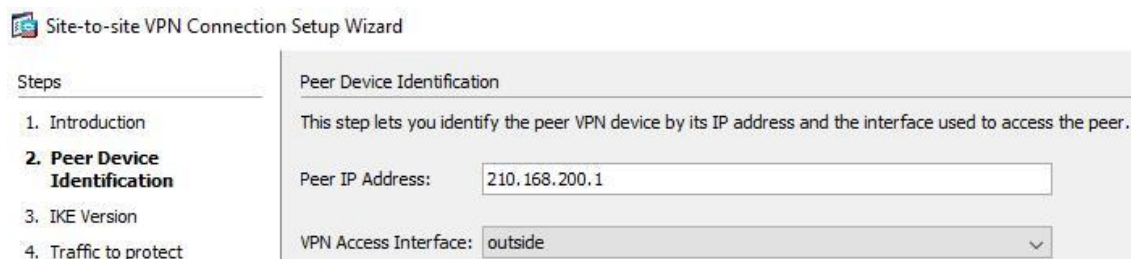 Site-to-site VPN Connection Setup Wizard
Steps
1. Introduction
2. Peer Device
Identification
3. IKE Version
4. Traffic to protect
Peer Device Identification
This step lets you identify the peer VPN device by its IP address and the interface used to access the peer.
Peer IP Address: 210.168.200.1
VPN Access Interface: outside